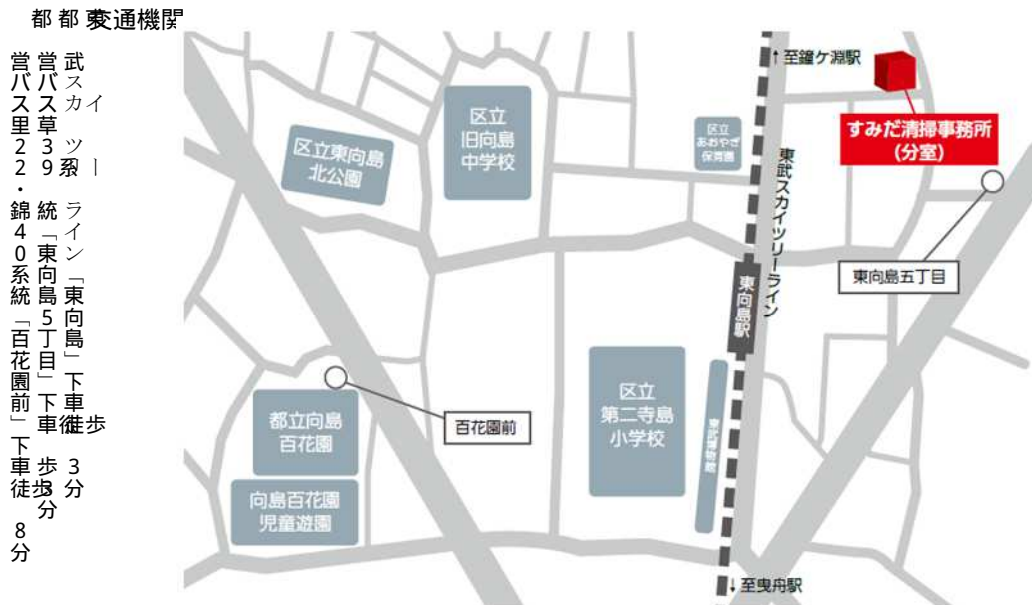 交通機関
東武スカイツリーライン「東向島」下車徒歩3分
都営バス草39系統「東向島5丁目」下車徒歩3分
都営バス里22・錦40系統「百花園前」下車徒歩8分
↑至鐘ケ淵駅
すみだ清掃事務所
(分室)
区立
旧向島
中学校
区立
あおやぎ
保育園
区立東向島
北公園
東武スカイツリーライン
東向島五丁目
東向島駅
区立
第二寺島
小学校
東武博物館
百花園前
都立向島
百花園
向島百花園
児童遊園
↓至曳舟駅